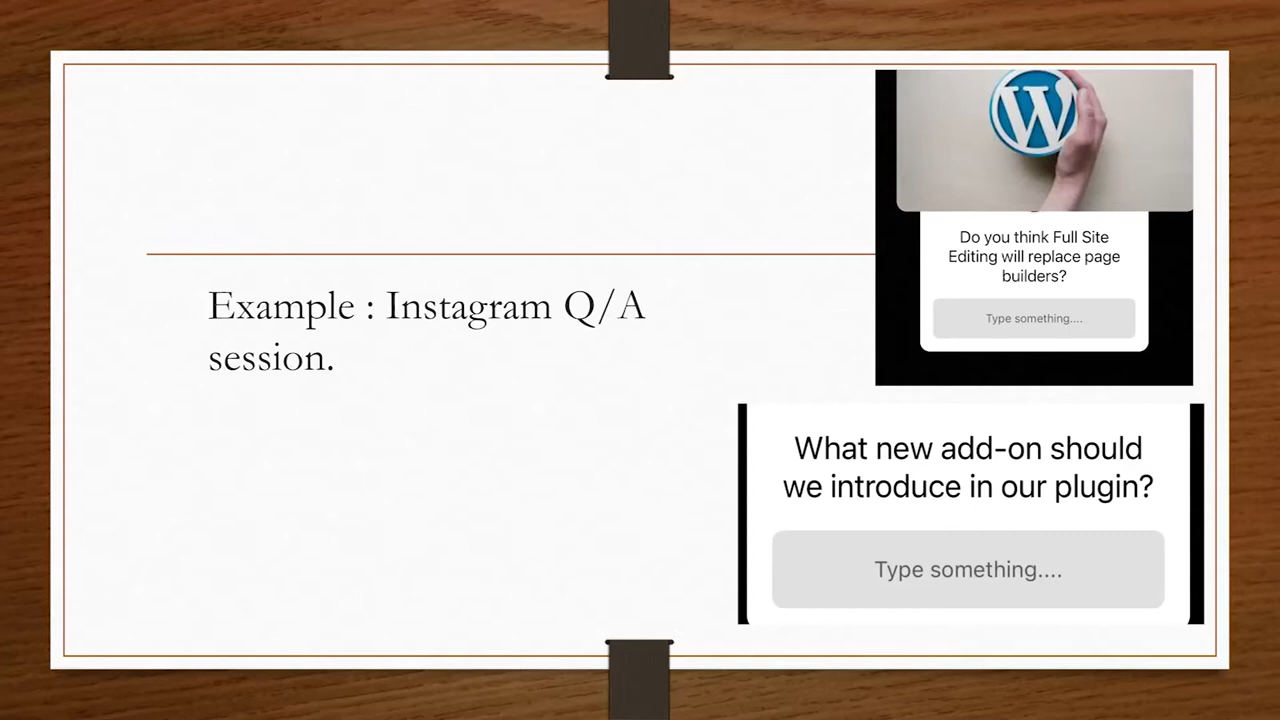 Example : Instagram Q/A
session.
W
Do you think Full Site
Editing will replace page
builders?
Type something....
What new add-on should
we introduce in our plugin?
Type something....